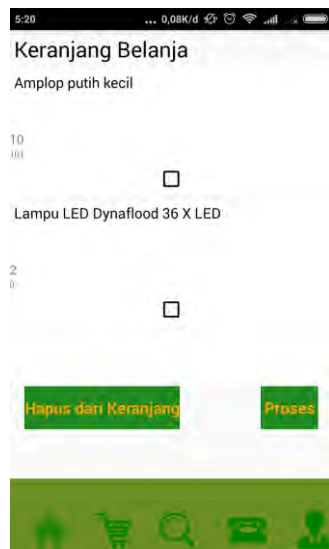 5:20 ... 0,08K/d
Keranjang Belanja
Amplop putih kecil
10
Lampu LED Dynaflood 36 X LED
2
0
Hapus dari Keranjang
Proses